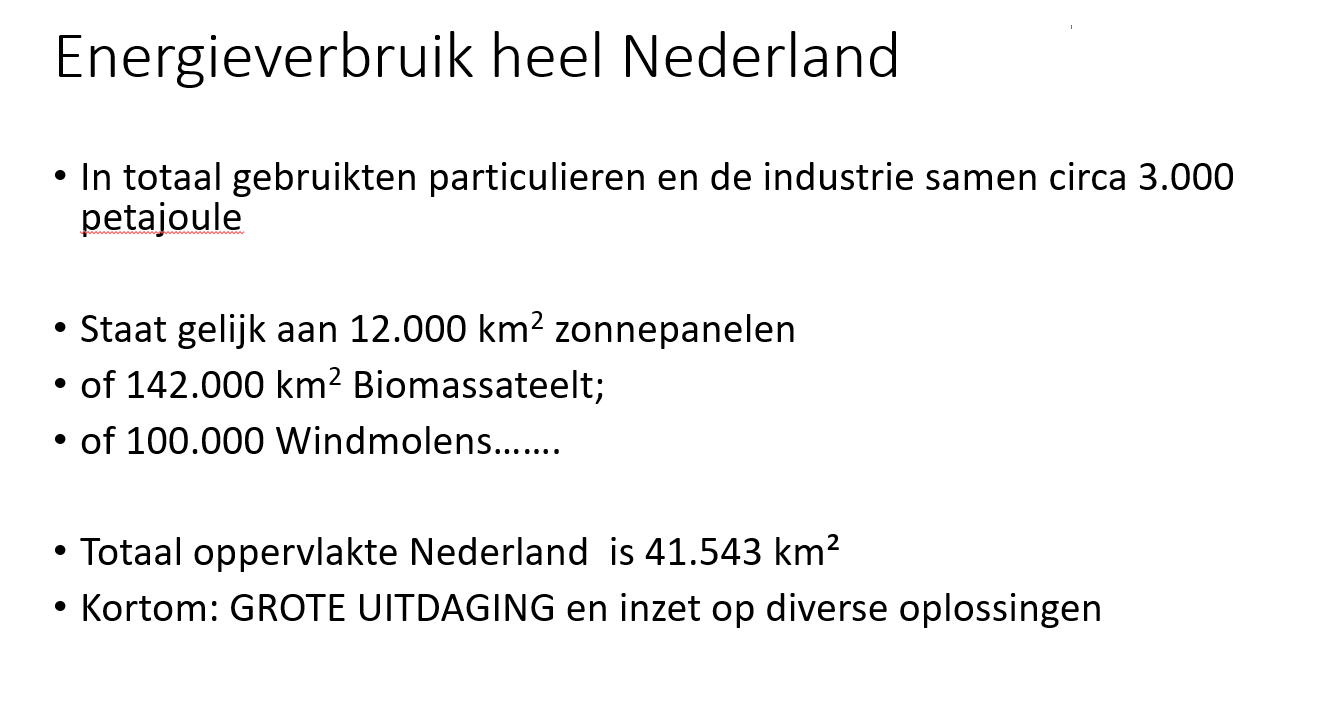 Energieverbruik heel Nederland
• In totaal gebruikten particulieren en de industrie samen circa 3.000
petajoule
• Staat gelijk aan 12.000 km² zonnepanelen
• of 142.000 km² Biomassateelt;
• of 100.000 Windmolens…….
• Totaal oppervlakte Nederland  is 41.543 km²
• Kortom: GROTE UITDAGING en inzet op diverse oplossingen